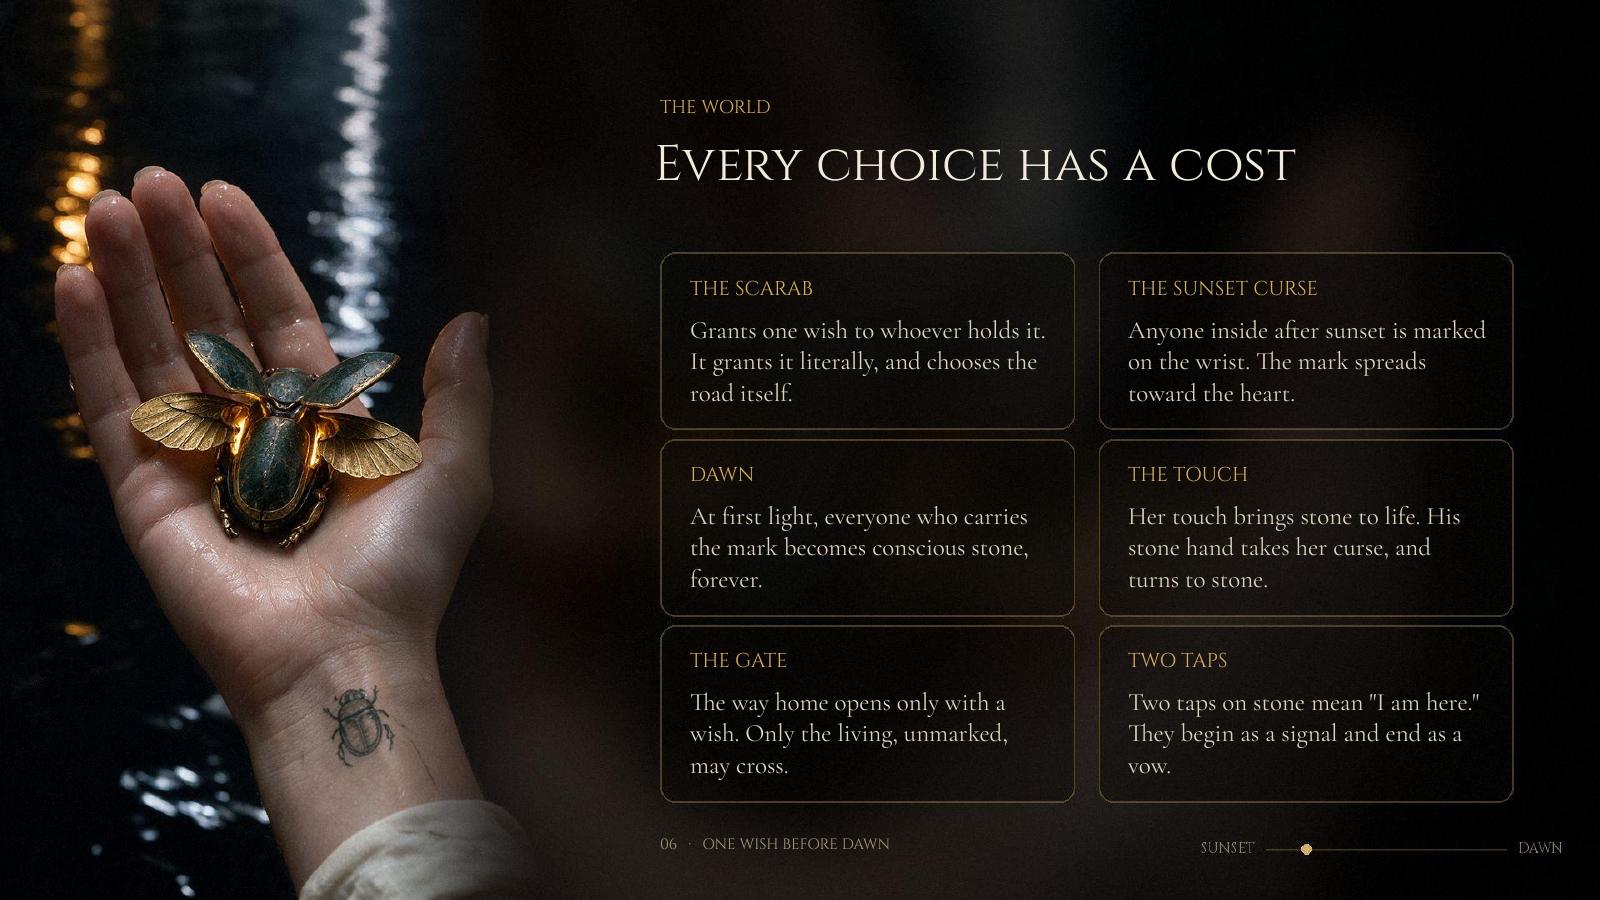 THE WORLD
EVERY CHOICE HAS A COST
THE SCARAB
Grants one wish to whoever holds it.
It grants it literally, and chooses the
road itself.
THE SUNSET CURSE
Anyone inside after sunset is marked
on the wrist. The mark spreads
toward the heart.
DAWN
At first light, everyone who carries
the mark becomes conscious stone,
forever.
THE TOUCH
Her touch brings stone to life. His
stone hand takes her curse, and
turns to stone.
THE GATE
The way home opens only with a
wish. Only the living, unmarked,
may cross.
TWO TAPS
Two taps on stone mean "I am here."
They begin as a signal and end as a
vow.
06 · ONE WISH BEFORE DAWN
SUNSET
DAWN